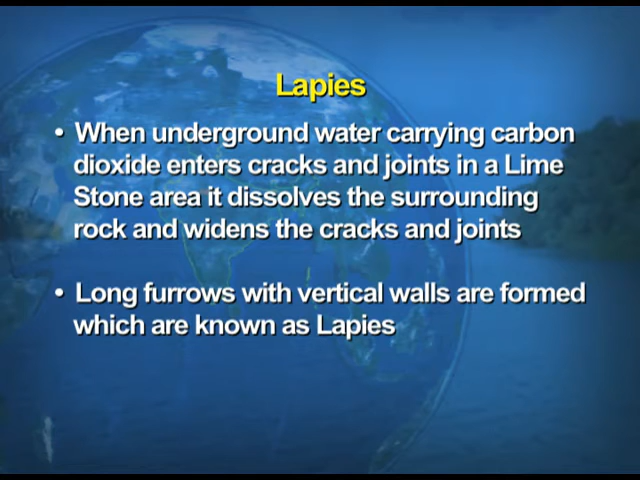 Lapies
• When underground water carrying carbon
dioxide enters cracks and joints in a Lime
Stone area it dissolves the surrounding
rock and widens the cracks and joints
• Long furrows with vertical walls are formed
which are known as Lapies